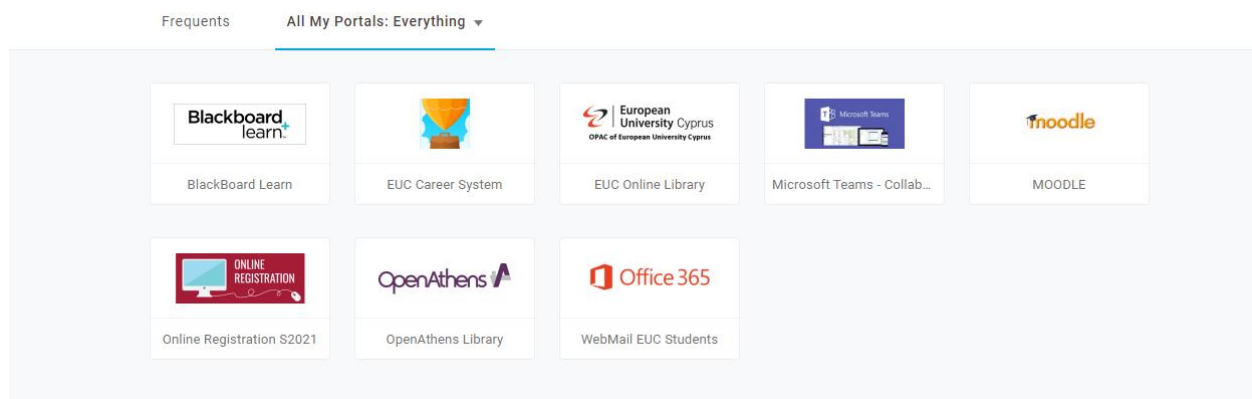 Frequents
All My Portals: Everything
Blackboard
learn
BlackBoard Learn
EUC Career System
European
University Cyprus
OPAC of European University Cyprus
EUC Online Library
Microsoft Teams
Microsoft Teams - Collab...
moodle
MOODLE
ONLINE
REGISTRATION
Online Registration S2021
OpenAthens
OpenAthens Library
Office 365
WebMail EUC Students